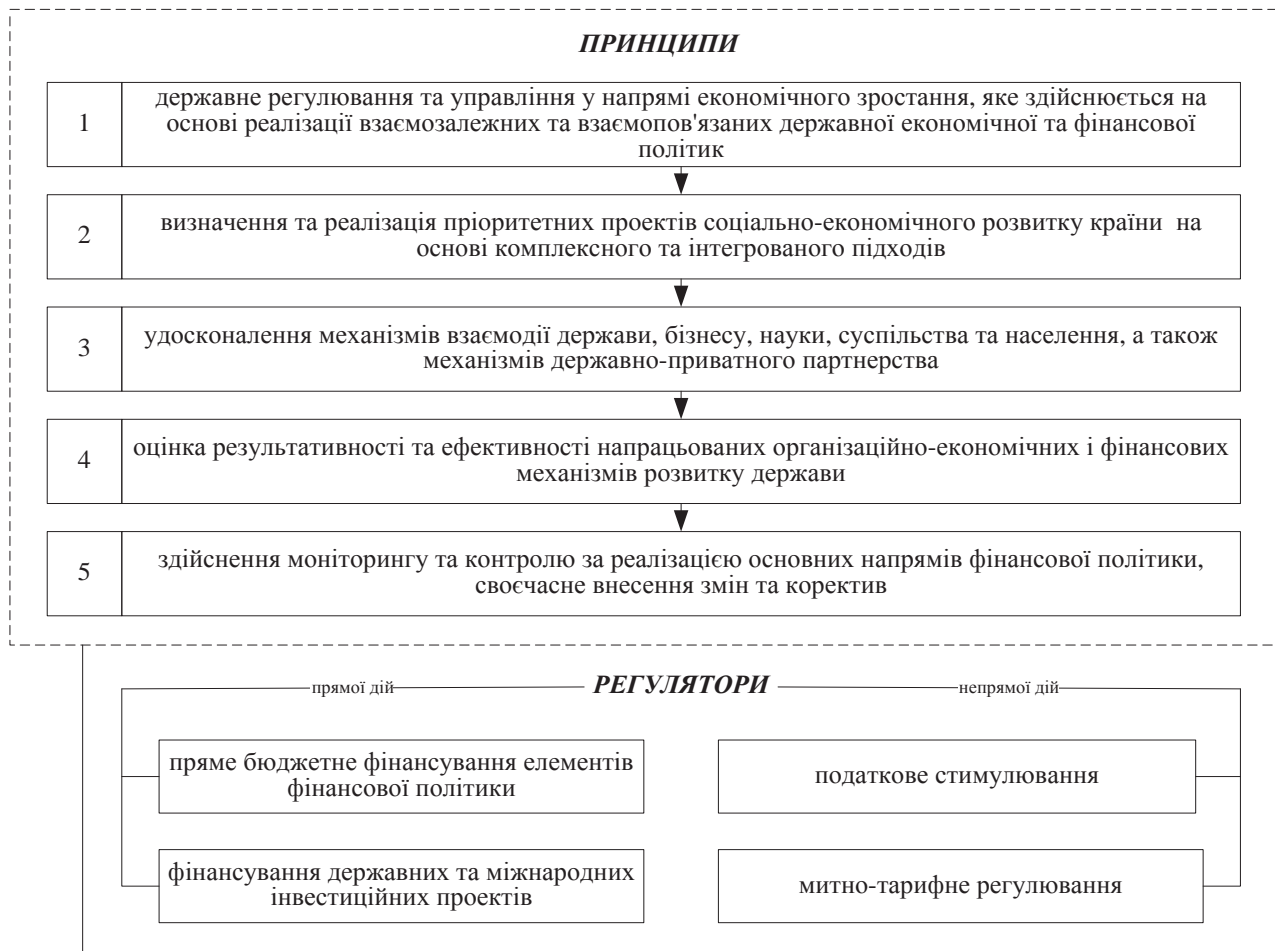 ПРИНЦИПИ
1
державне регулювання та управління у напрямі економічного зростання, яке здійснюється на
основі реалізації взаємозалежних та взаємопов'язаних державної економічної та фінансової
політик
2
визначення та реалізація пріоритетних проектів соціально-економічного розвитку країни на
основі комплексного та інтегрованого підходів
3
удосконалення механізмів взаємодії держави, бізнесу, науки, суспільства та населення, а також
механізмів державно-приватного партнерства
4
оцінка результативності та ефективності напрацьованих організаційно-економічних і фінансових
механізмів розвитку держави
5
здійснення моніторингу та контролю за реалізацією основних напрямів фінансової політики,
своєчасне внесення змін та коректив
прямої дій РЕГУЛЯТОРИ непрямої дій
пряме бюджетне фінансування елементів
фінансової політики
податкове стимулювання
фінансування державних та міжнародних
інвестиційних проектів
митно-тарифне регулювання